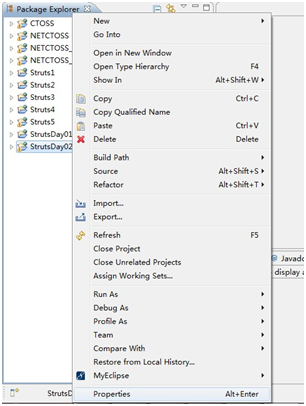 Package Explorer
CTOSS
NETCTOSS
NETCTOSS_
NETCTOSS_
Struts1
Struts2
Struts3
Struts4
Struts5
StrutsDay01
StrutsDay02
New
Go Into
Open in New Window
Open Type Hierarchy F4
Show In Alt+Shift+W
Copy Ctrl+C
Copy Qualified Name
Paste Ctrl+V
Delete Delete
Build Path
Source Alt+Shift+S
Refactor Alt+Shift+T
Import...
Export...
Refresh F5
Close Project
Close Unrelated Projects
Assign Working Sets...
Run As
Debug As
Profile As
Team
Compare With
Restore from Local History...
MyEclipse
Properties Alt+Enter
Javado
display a
StrutsD